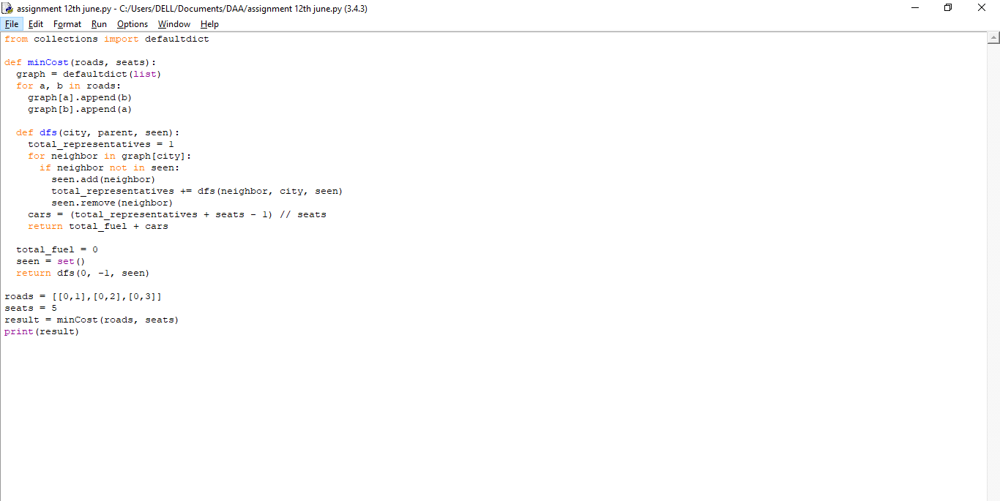 assignment 12th june.py - C:/Users/DELL/Documents/DAA/assignment 12th june.py (3.4.3)
File Edit Format Run Options Window Help
from collections import defaultdict

def minCost(roads, seats):
  graph = defaultdict(list)
  for a, b in roads:
    graph[a].append(b)
    graph[b].append(a)

  def dfs(city, parent, seen):
    total_representatives = 1
    for neighbor in graph[city]:
      if neighbor not in seen:
        seen.add(neighbor)
        total_representatives += dfs(neighbor, city, seen)
        seen.remove(neighbor)
    cars = (total_representatives + seats - 1) // seats
    return total_fuel + cars

  total_fuel = 0
  seen = set()
  return dfs(0, -1, seen)

roads = [[0,1],[0,2],[0,3]]
seats = 5
result = minCost(roads, seats)
print(result)